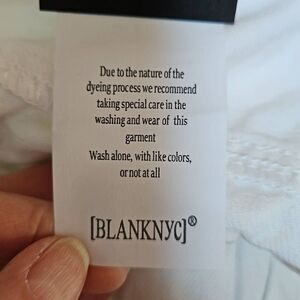 Due to the nature of the
dyeing process we recommend
taking special care in the
washing and wear of this
garment
Wash alone, with like colors,
or not at all
[BLANKNYC]®